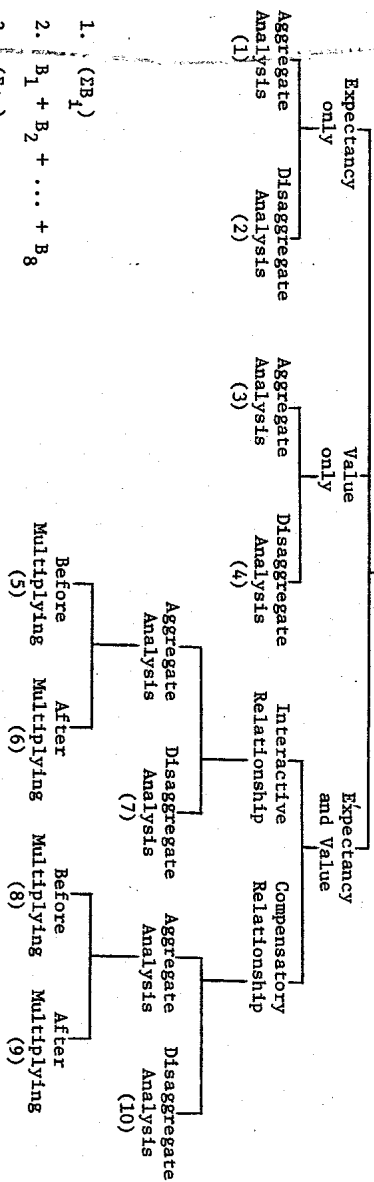 Expectancy
only
Value
only
Expectancy
and Value
Aggregate
Analysis
(1)
Disaggregate
Analysis
(2)
Aggregate
Analysis
(3)
Disaggregate
Analysis
(4)
Interactive
Relationship
Compensatory
Relationship
Aggregate
Analysis
Disaggregate
Analysis
(7)
Aggregate
Analysis
Disaggregate
Analysis
(10)
Before
Multiplying
(5)
After
Multiplying
(6)
Before
Multiplying
(8)
After
Multiplying
(9)
1. (ΣB₁)
2. B₁ + B₂ + ... + B₈